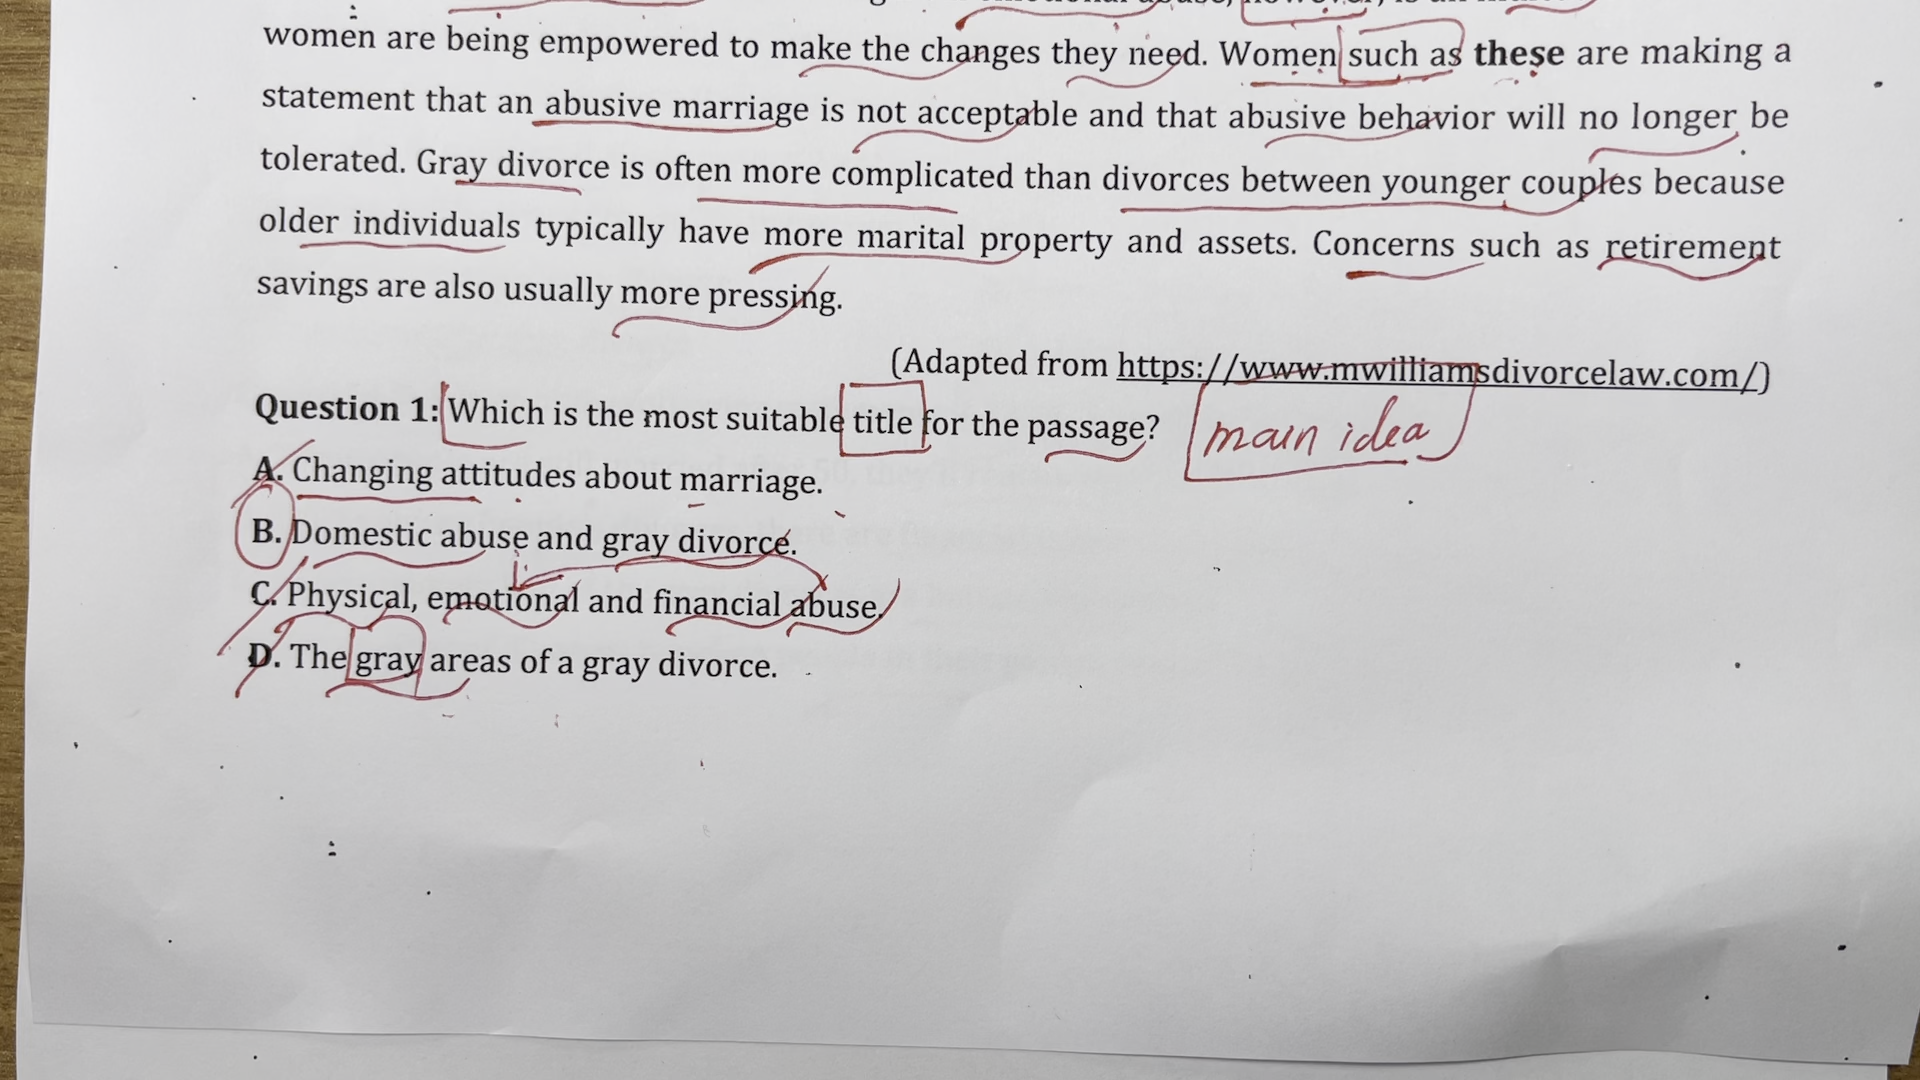 women are being empowered to make the changes they need. Women such as these are making a
statement that an abusive marriage is not acceptable and that abusive behavior will no longer be
tolerated. Gray divorce is often more complicated than divorces between younger couples because
older individuals typically have more marital property and assets. Concerns such as retirement
savings are also usually more pressing.
(Adapted from https://www.mwilliamsdivorcelaw.com/)
Question 1: Which is the most suitable title for the passage? main idea
A. Changing attitudes about marriage.
B. Domestic abuse and gray divorce.
C. Physical, emotional and financial abuse.
D. The gray areas of a gray divorce.